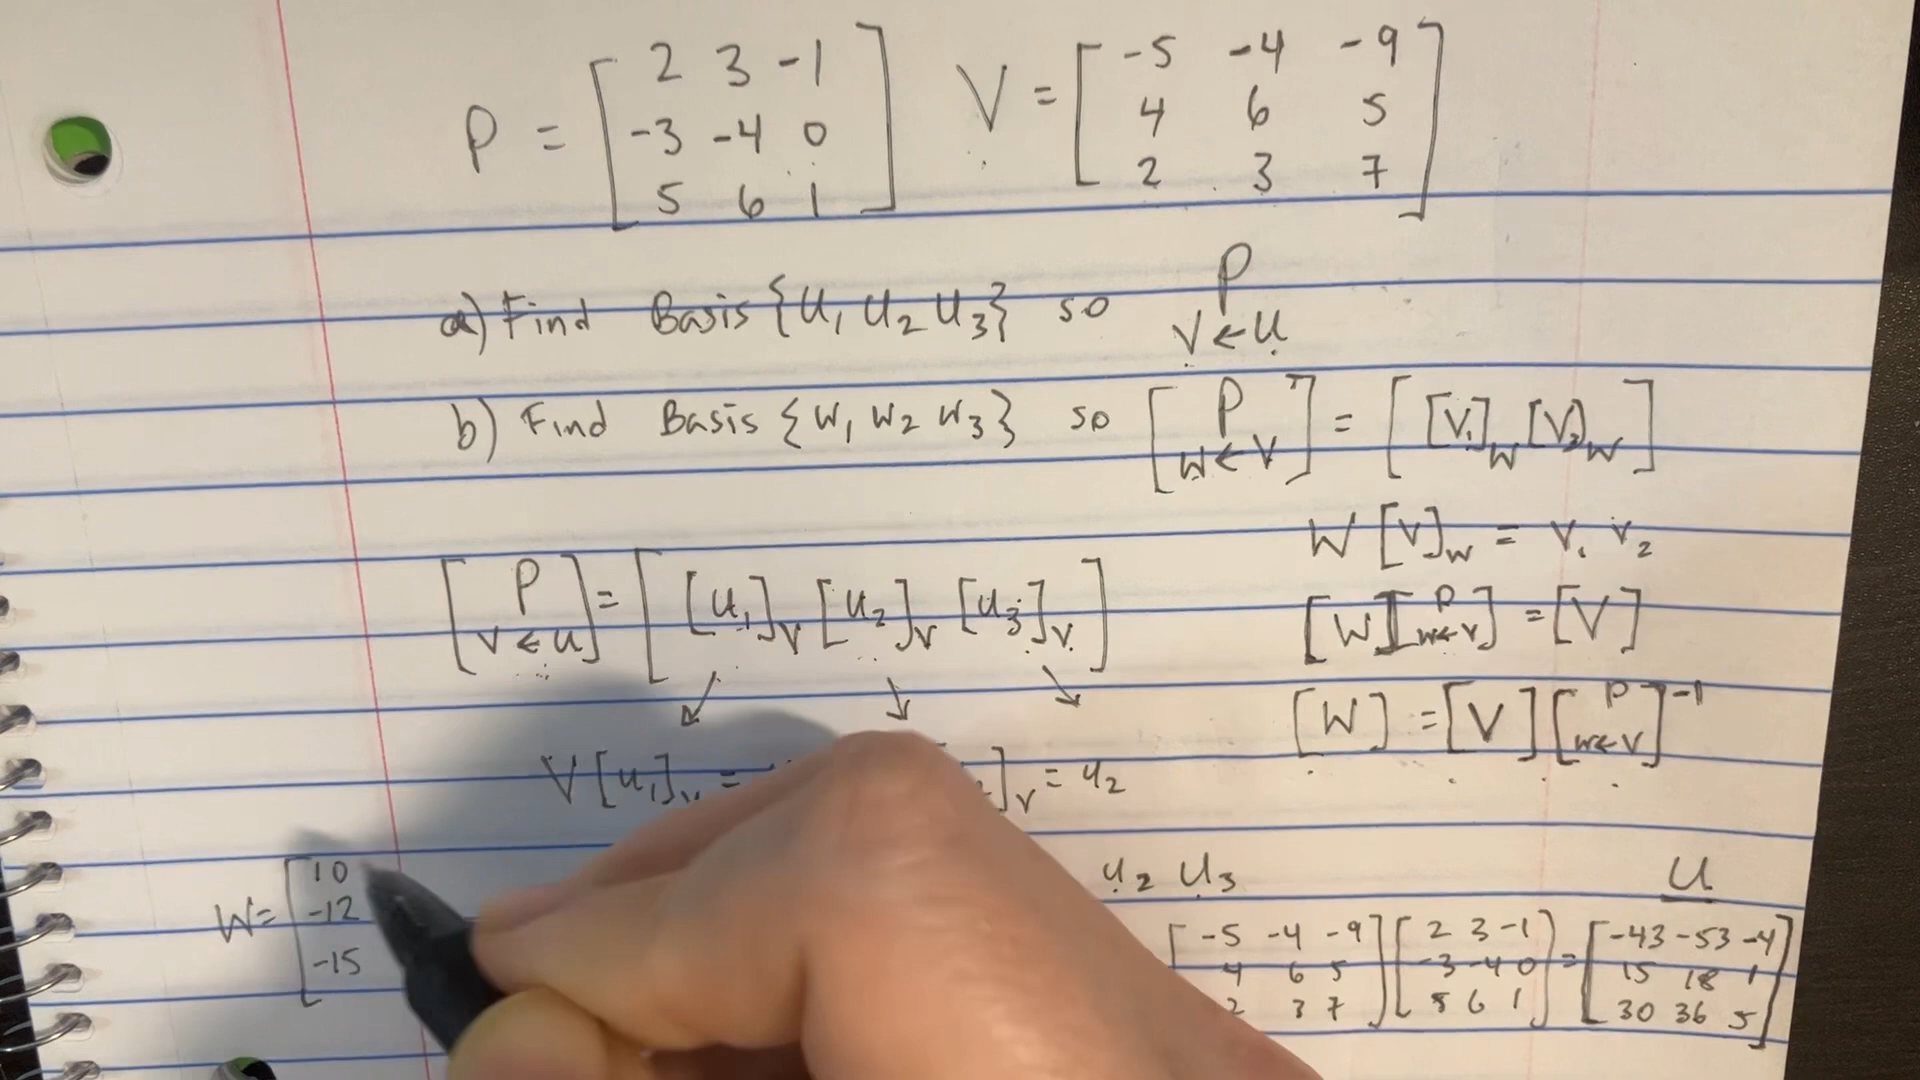 P = [ 2 3 -1 ] V = [ -5 -4 -9 ]
-3 -4 0 4 6 5
5 6 1 2 3 7
a) Find Basis {u1 u2 u3} so P V←u
b) Find Basis {w1 w2 w3} so [ P w←V ] = [ [V1]w [V2]w ]
W [V]w = v1 v2
[ P V←u ] = [ [u1]V [u2]V [u3]V ]
[W][ P w←V ] = [V]
[W] = [V][ P w←V ]-1
V [u1]V = ]V = u2
u2 u3 U
W = [ 10
-12
-15
[ -5 -4 -9 ][ 2 3 -1 ] = [ -43 -53 -4 ]
4 6 5 -3 -4 0 15 18 1
2 3 7 5 6 1 30 36 5